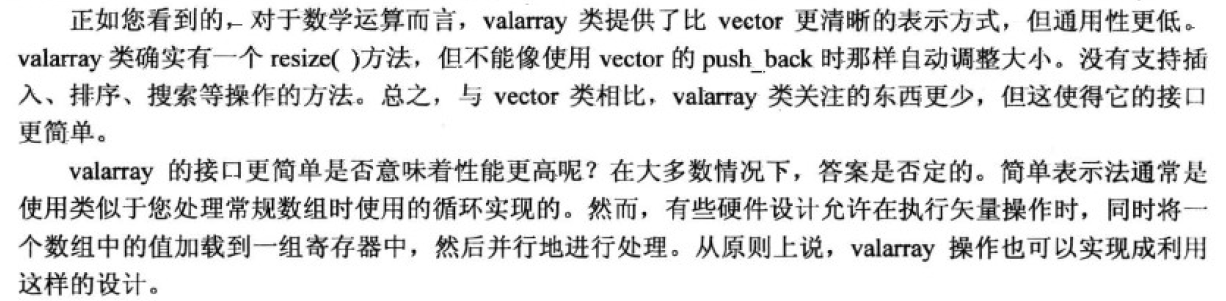 正如您看到的，对于数学运算而言，valarray 类提供了比 vector 更清晰的表示方式，但通用性更低。
valarray 类确实有一个 resize( )方法，但不能像使用 vector 的 push_back 时那样自动调整大小。没有支持插
入、排序、搜索等操作的方法。总之，与 vector 类相比，valarray 类关注的东西更少，但这使得它的接口
更简单。
valarray 的接口更简单是否意味着性能更高呢？在大多数情况下，答案是否定的。简单表示法通常是
使用类似于您处理常规数组时使用的循环实现的。然而，有些硬件设计允许在执行矢量操作时，同时将一
个数组中的值加载到一组寄存器中，然后并行地进行处理。从原则上说，valarray 操作也可以实现成利用
这样的设计。